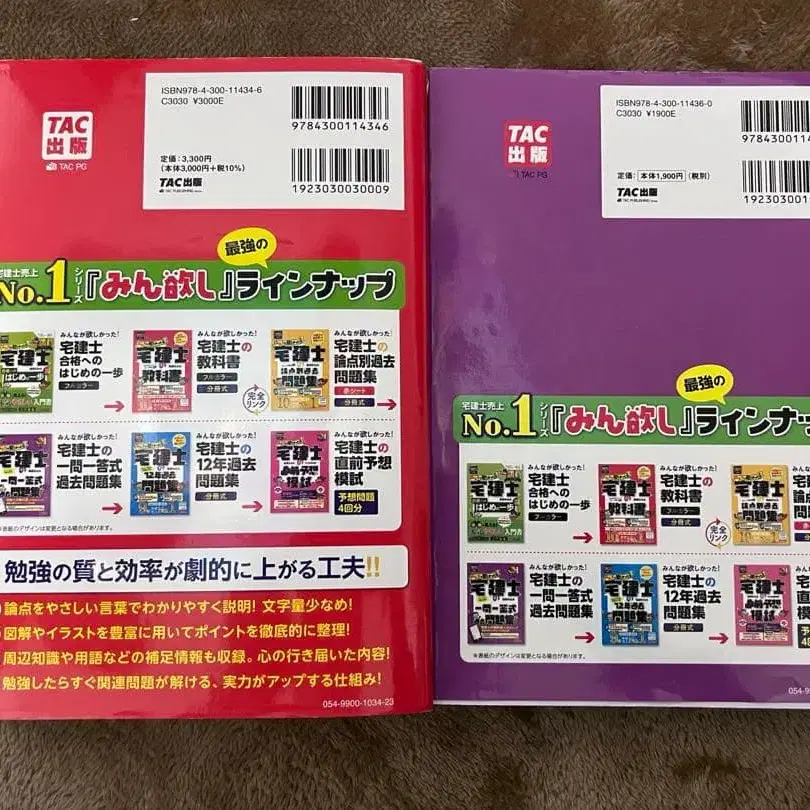 ISBN978-4-300-11434-6
C3030 ¥3000E
9784300114346
定価：3,300円
（本体3,000円＋税10%）
TAC出版
TAC PUBLISHING Group
1923030030009
TAC
出版
TAC PG
最強の
宅建士売上
No.1シリーズ『みん欲し』ラインナップ
みんなが欲しかった！
宅建士
合格への
はじめの一歩
フルカラー
みんなが欲しかった！
宅建士の
教科書
フルカラー
分冊式
完全
リンク
みんなが欲しかった！
宅建士の
論点別過去
問題集
赤シート
分冊式
みんなが欲しかった！
宅建士の
一問一答式
過去問題集
みんなが欲しかった！
宅建士の
12年過去
問題集
分冊式
みんなが欲しかった！
宅建士の
直前予想
模試
予想問題
4回分
※表紙のデザインは変更となる場合があります。
勉強の質と効率が劇的に上がる工夫!!
論点をやさしい言葉でわかりやすく説明！文字量少なめ！
図解やイラストを豊富に用いてポイントを徹底的に整理！
周辺知識や用語などの補足情報も収録。心の行き届いた内容！
勉強したらすぐ関連問題が解ける、実力がアップする仕組み！
054-9900-1034-23
ISBN978-4-300-11436-0
C3030 ¥1900E
9784300114
定価：本体1,900円（税別）
TAC出版
TAC PUBLISHING Group
192303001
TAC
出版
TAC PG
最強の
宅建士売上
No.1シリーズ『みん欲し』ラインナッ
みんなが欲しかった！
宅建士
合格への
はじめの一歩
フルカラー
みんなが欲しかった！
宅建士の
教科書
フルカラー
分冊式
完全
リンク
みんなが欲しかった！
宅建士の
一問一答式
過去問題集
みんなが欲しかった！
宅建士の
12年過去
問題集
分冊式
※表紙のデザインは変更となる場合があります。
054-9